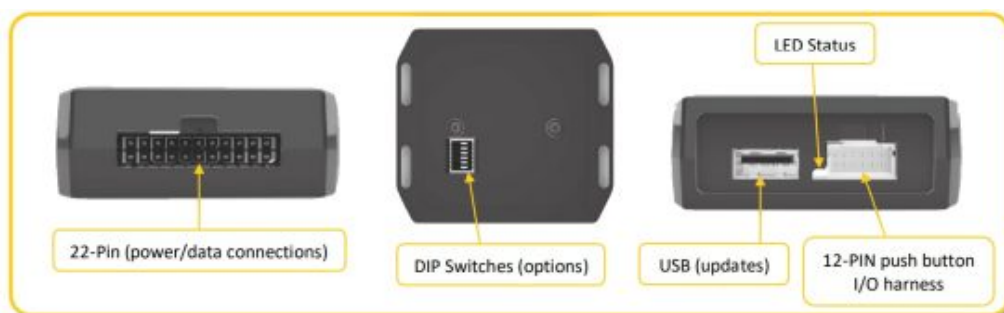 LED Status
22-Pin (power/data connections)
DIP Switches (options)
USB (updates)
12-PIN push button
I/O harness